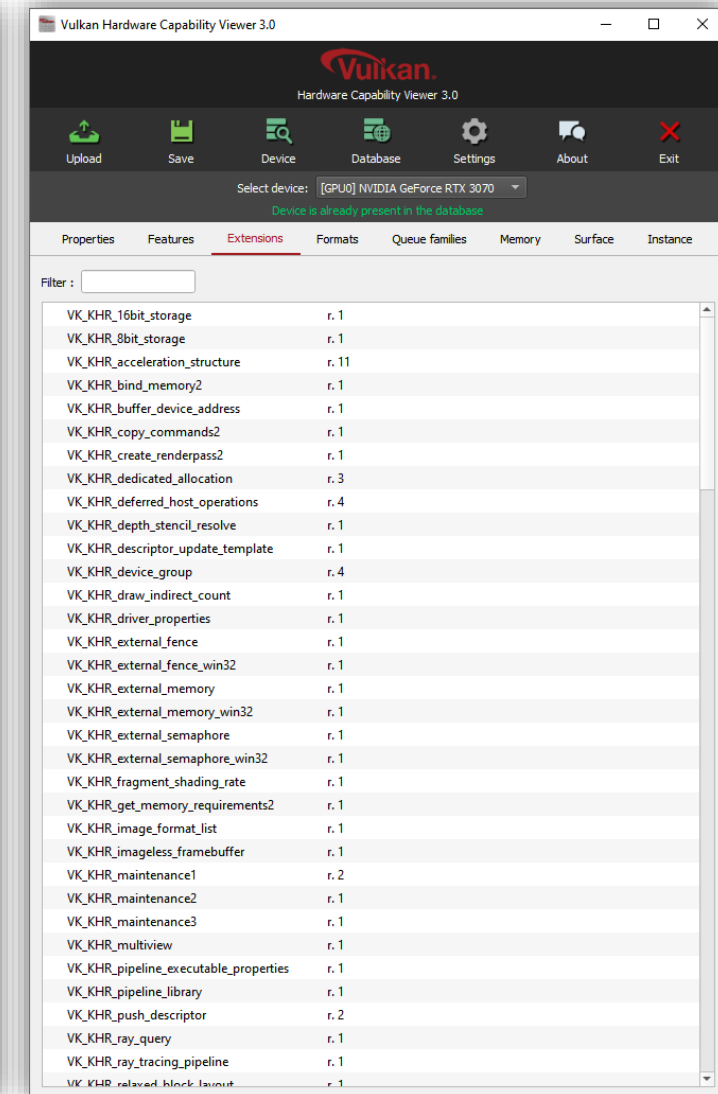 Vulkan Hardware Capability Viewer 3.0
Vulkan.
Hardware Capability Viewer 3.0
Upload Save Device Database Settings About Exit
Select device: [GPU0] NVIDIA GeForce RTX 3070
Device is already present in the database
Properties Features Extensions Formats Queue families Memory Surface Instance
Filter :
VK_KHR_16bit_storage r. 1
VK_KHR_8bit_storage r. 1
VK_KHR_acceleration_structure r. 11
VK_KHR_bind_memory2 r. 1
VK_KHR_buffer_device_address r. 1
VK_KHR_copy_commands2 r. 1
VK_KHR_create_renderpass2 r. 1
VK_KHR_dedicated_allocation r. 3
VK_KHR_deferred_host_operations r. 4
VK_KHR_depth_stencil_resolve r. 1
VK_KHR_descriptor_update_template r. 1
VK_KHR_device_group r. 4
VK_KHR_draw_indirect_count r. 1
VK_KHR_driver_properties r. 1
VK_KHR_external_fence r. 1
VK_KHR_external_fence_win32 r. 1
VK_KHR_external_memory r. 1
VK_KHR_external_memory_win32 r. 1
VK_KHR_external_semaphore r. 1
VK_KHR_external_semaphore_win32 r. 1
VK_KHR_fragment_shading_rate r. 1
VK_KHR_get_memory_requirements2 r. 1
VK_KHR_image_format_list r. 1
VK_KHR_imageless_framebuffer r. 1
VK_KHR_maintenance1 r. 2
VK_KHR_maintenance2 r. 1
VK_KHR_maintenance3 r. 1
VK_KHR_multiview r. 1
VK_KHR_pipeline_executable_properties r. 1
VK_KHR_pipeline_library r. 1
VK_KHR_push_descriptor r. 2
VK_KHR_ray_query r. 1
VK_KHR_ray_tracing_pipeline r. 1
VK_KHR_relaxed_block_layout r. 1